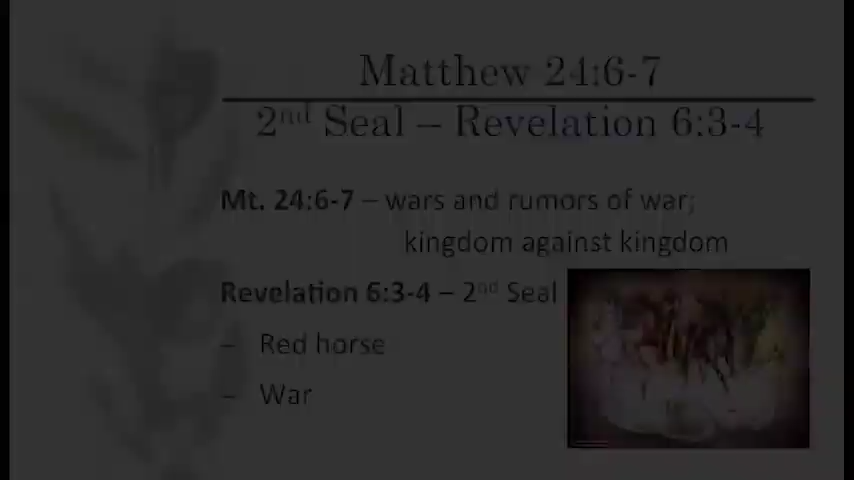 Matthew 24:6-7
2nd Seal – Revelation 6:3-4
Mt. 24:6-7 – wars and rumors of war;
kingdom against kingdom
Revelation 6:3-4 – 2nd Seal
– Red horse
– War